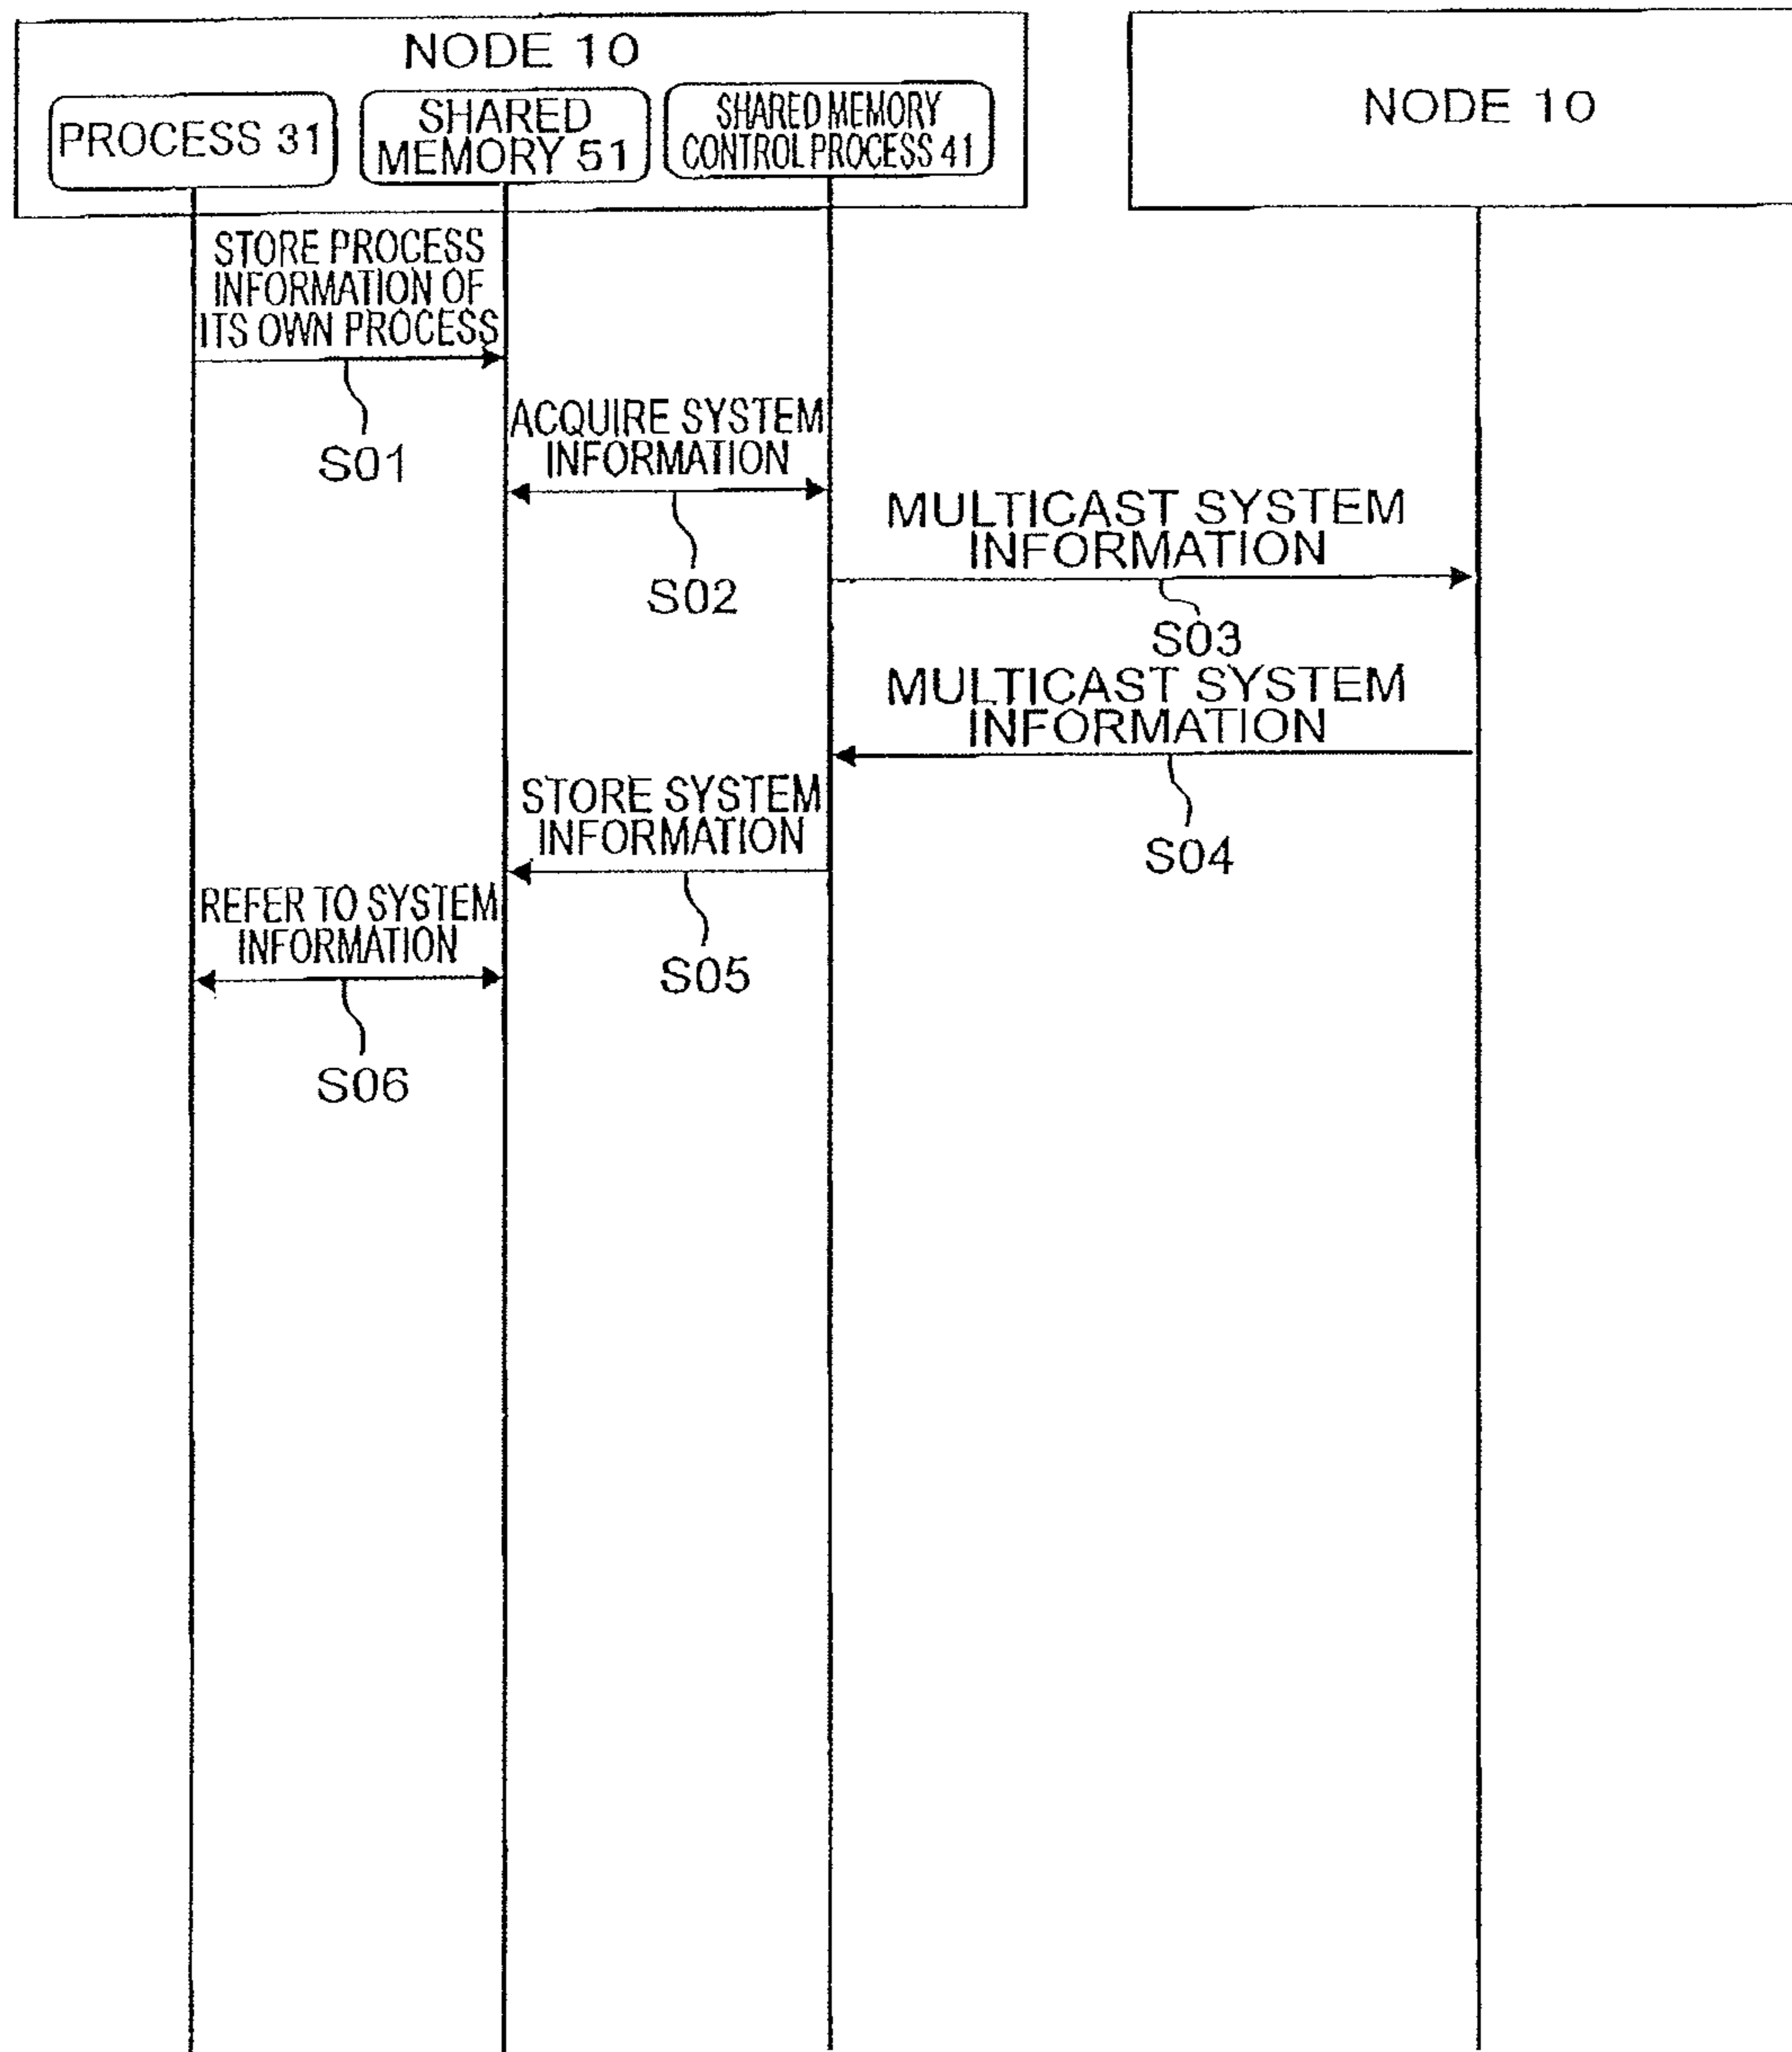 NODE 10
PROCESS 31
SHARED
MEMORY 51
SHARED MEMORY
CONTROL PROCESS 41
NODE 10
STORE PROCESS
INFORMATION OF
ITS OWN PROCESS
S01
ACQUIRE SYSTEM
INFORMATION
S02
MULTICAST SYSTEM
INFORMATION
S03
MULTICAST SYSTEM
INFORMATION
S04
STORE SYSTEM
INFORMATION
S05
REFER TO SYSTEM
INFORMATION
S06